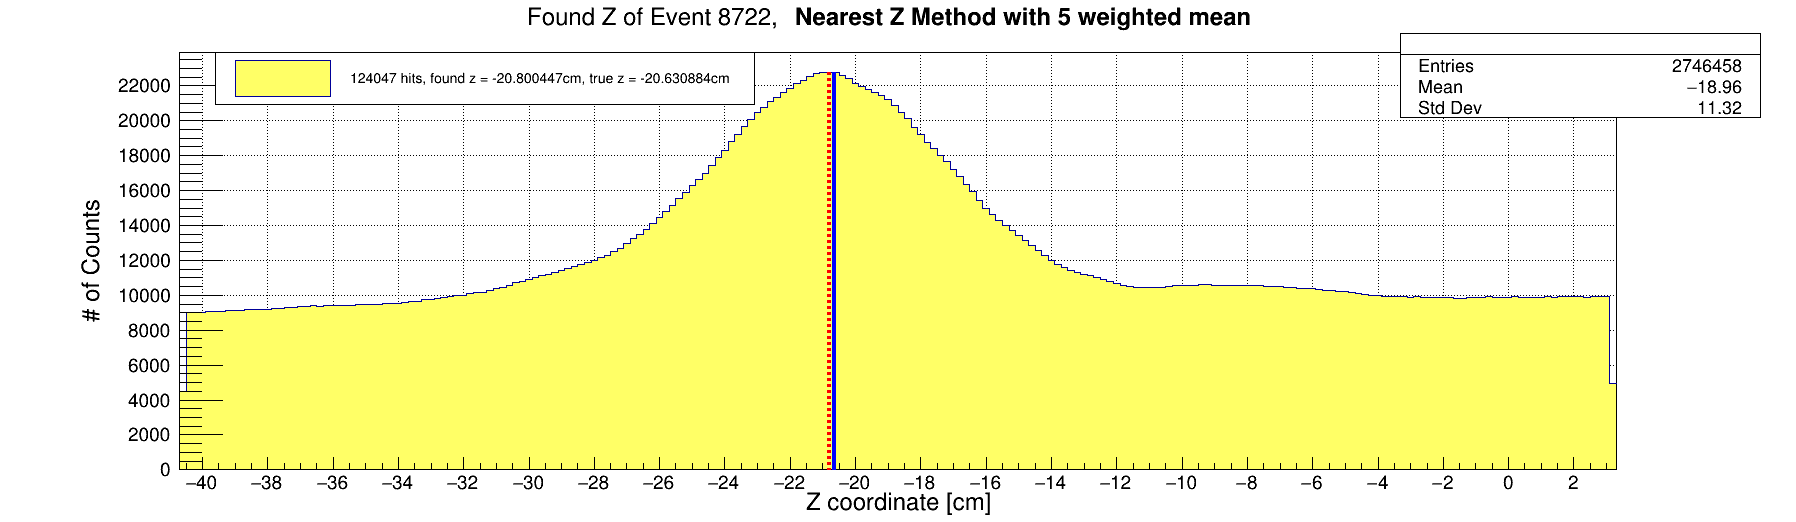 Found Z of Event 8722, Nearest Z Method with 5 weighted mean
124047 hits, found z = -20.800447cm, true z = -20.630884cm
Entries 2746458
Mean −18.96
Std Dev 11.32
# of Counts
22000
20000
18000
16000
14000
12000
10000
8000
6000
4000
2000
0
−40 −38 −36 −34 −32 −30 −28 −26 −24 −22 −20 −18 −16 −14 −12 −10 −8 −6 −4 −2 0 2
Z coordinate [cm]